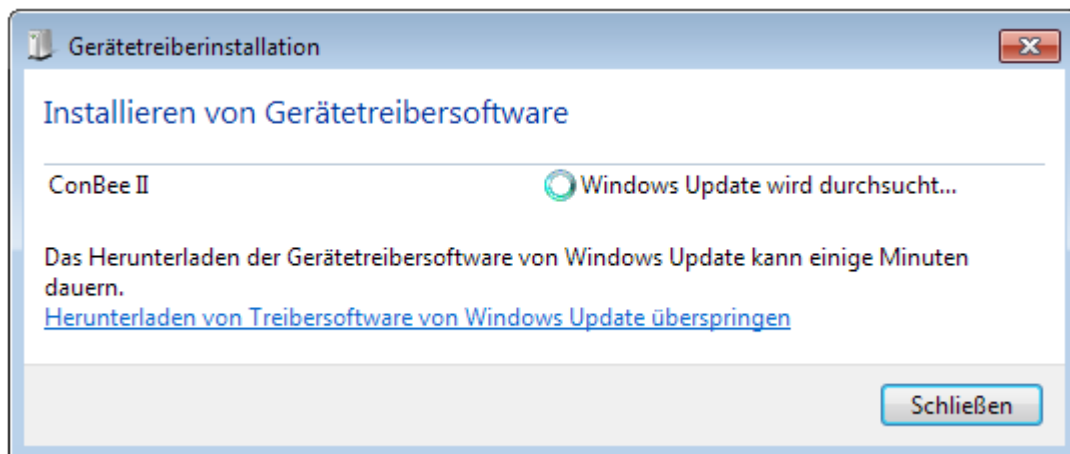 Gerätetreiberinstallation
Installieren von Gerätetreibersoftware
ConBee II Windows Update wird durchsucht...
Das Herunterladen der Gerätetreibersoftware von Windows Update kann einige Minuten
dauern.
Herunterladen von Treibersoftware von Windows Update überspringen
Schließen